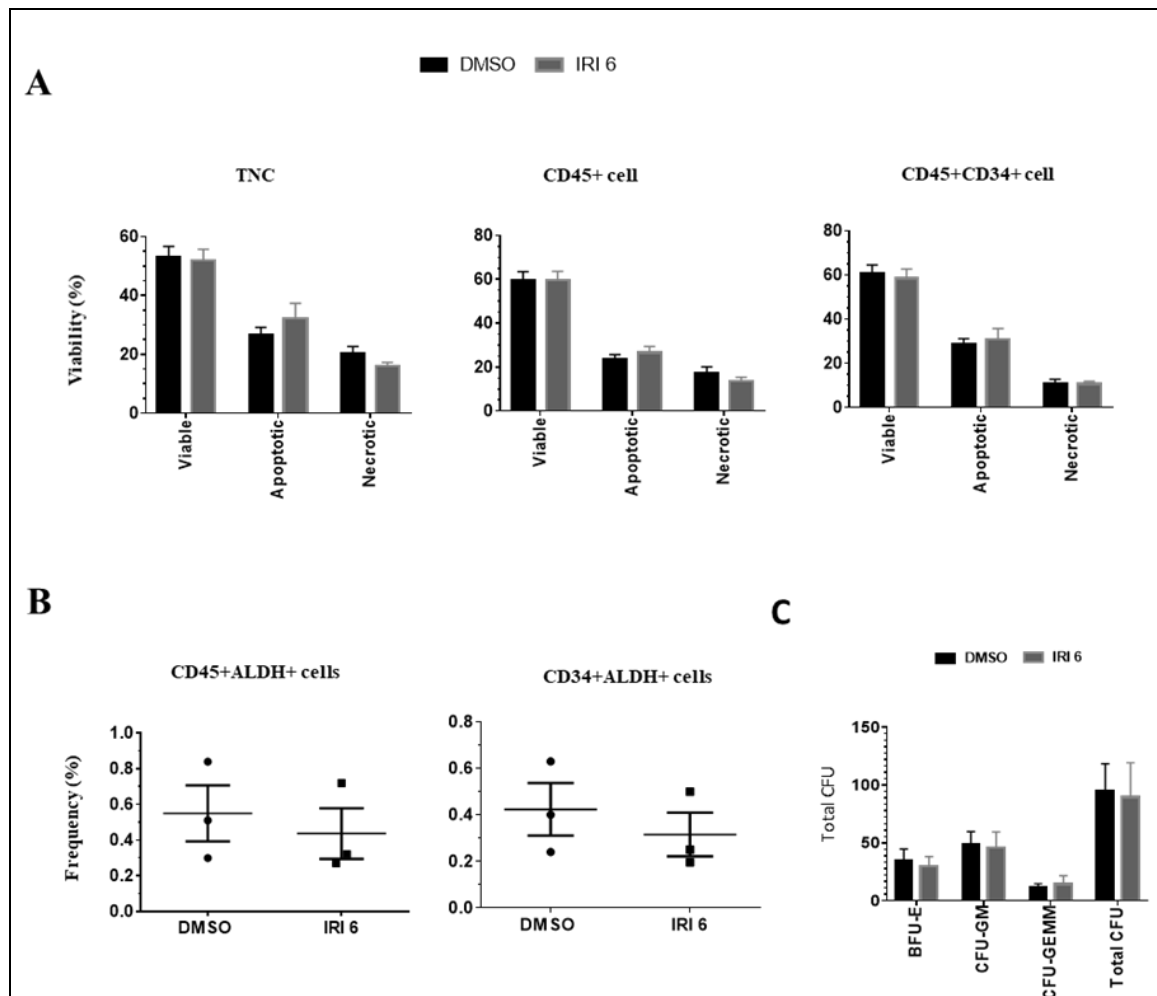 DMSO IRI 6
A
TNC
CD45+ cell
CD45+CD34+ cell
Viability (%)
60
40
20
0
Viable
Apoptotic
Necrotic
80
60
40
20
0
Viable
Apoptotic
Necrotic
80
60
40
20
0
Viable
Apoptotic
Necrotic
B
CD45+ALDH+ cells
CD34+ALDH+ cells
Frequency (%)
1.0
0.8
0.6
0.4
0.2
0.0
DMSO IRI 6
0.8
0.6
0.4
0.2
0.0
DMSO IRI 6
C
DMSO IRI 6
Total CFU
150
100
50
0
BFU-E
CFU-GM
CFU-GEMM
Total CFU